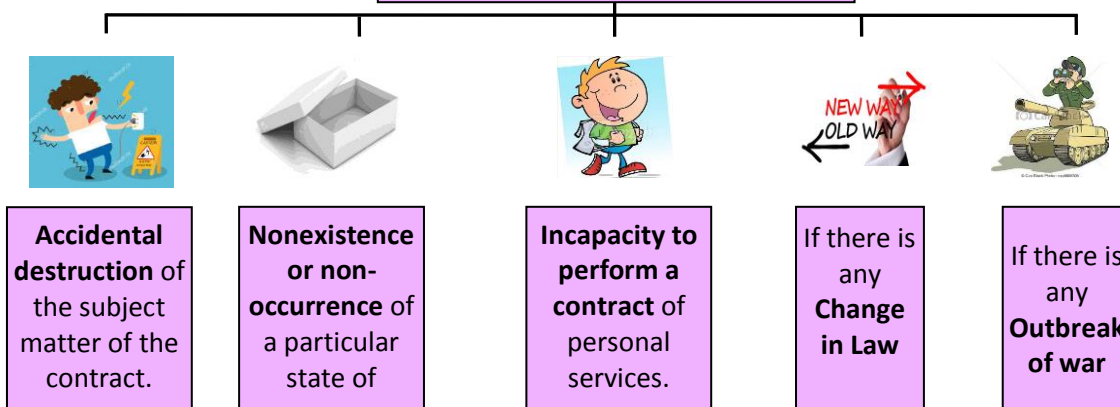 NEW WAY
OLD WAY
Accidental
destruction of
the subject
matter of the
contract.
Nonexistence
or non-
occurrence of
a particular
state of
Incapacity to
perform a
contract of
personal
services.
If there is
any
Change
in Law
If there is
any
Outbreak
of war